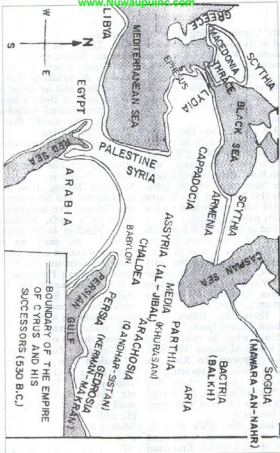 www.Nuwaupuinc.com
W
N
S
E
GREECE
MACEDONIA
THRACE
SCYTHIA
BLACK SEA
LYDIA
EPHESUS
MEDITERRANEAN SEA
LIBYA
EGYPT
RED SEA
PALESTINE
SYRIA
ARABIA
CAPPADOCIA
ARMENIA
SCYTHIA
CASPIAN SEA
ASSYRIA
MEDIA
(AL-JIBAL)
PARTHIA
(KHURASAN)
CHALDEA
BABYLON
SOGDIA
(MAWARA-AN-NAHR)
BACTRIA
(BALKH)
ARIA
ARACHOSIA
(QANDHAR-SISTAN)
PERSIA
(KERMAN)
GEDROSIA
MAKRAN
PERSIAN GULF
BOUNDARY OF THE EMPIRE
OF CYRUS AND HIS
SUCCESSORS (530 B.C.)